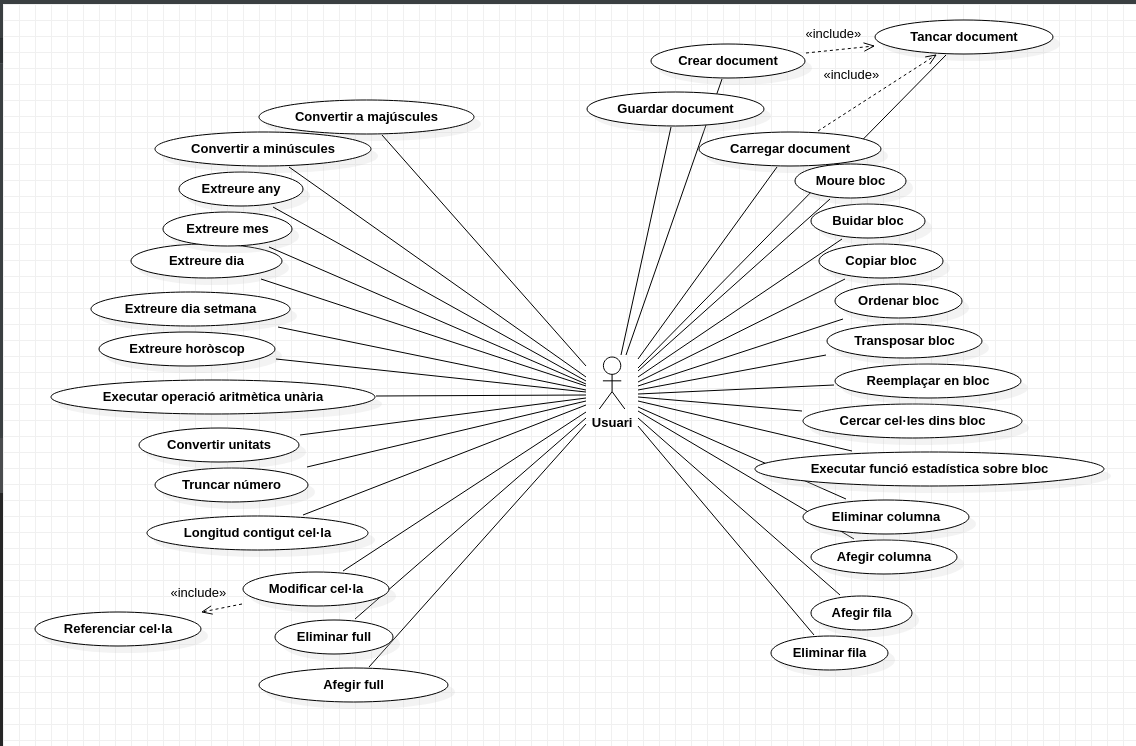 «include»
Tancar document
Crear document
«include»
Guardar document
Convertir a majúscules
Convertir a minúscules
Carregar document
Extreure any
Moure bloc
Extreure mes
Buidar bloc
Extreure dia
Copiar bloc
Extreure dia setmana
Ordenar bloc
Extreure horòscop
Transposar bloc
Executar operació aritmètica unària
Reemplaçar en bloc
Usuari
Cercar cel·les dins bloc
Convertir unitats
Executar funció estadística sobre bloc
Truncar número
Eliminar columna
Longitud contigut cel·la
Afegir columna
«include»
Modificar cel·la
Afegir fila
Referenciar cel·la
Eliminar full
Eliminar fila
Afegir full